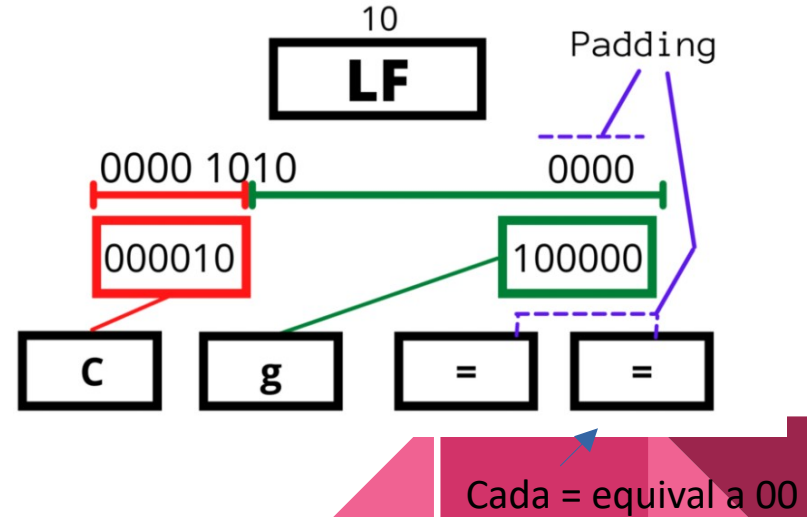 10
LF
Padding
0000 1010
0000
000010
100000
C
g
=
=
Cada = equival a 00